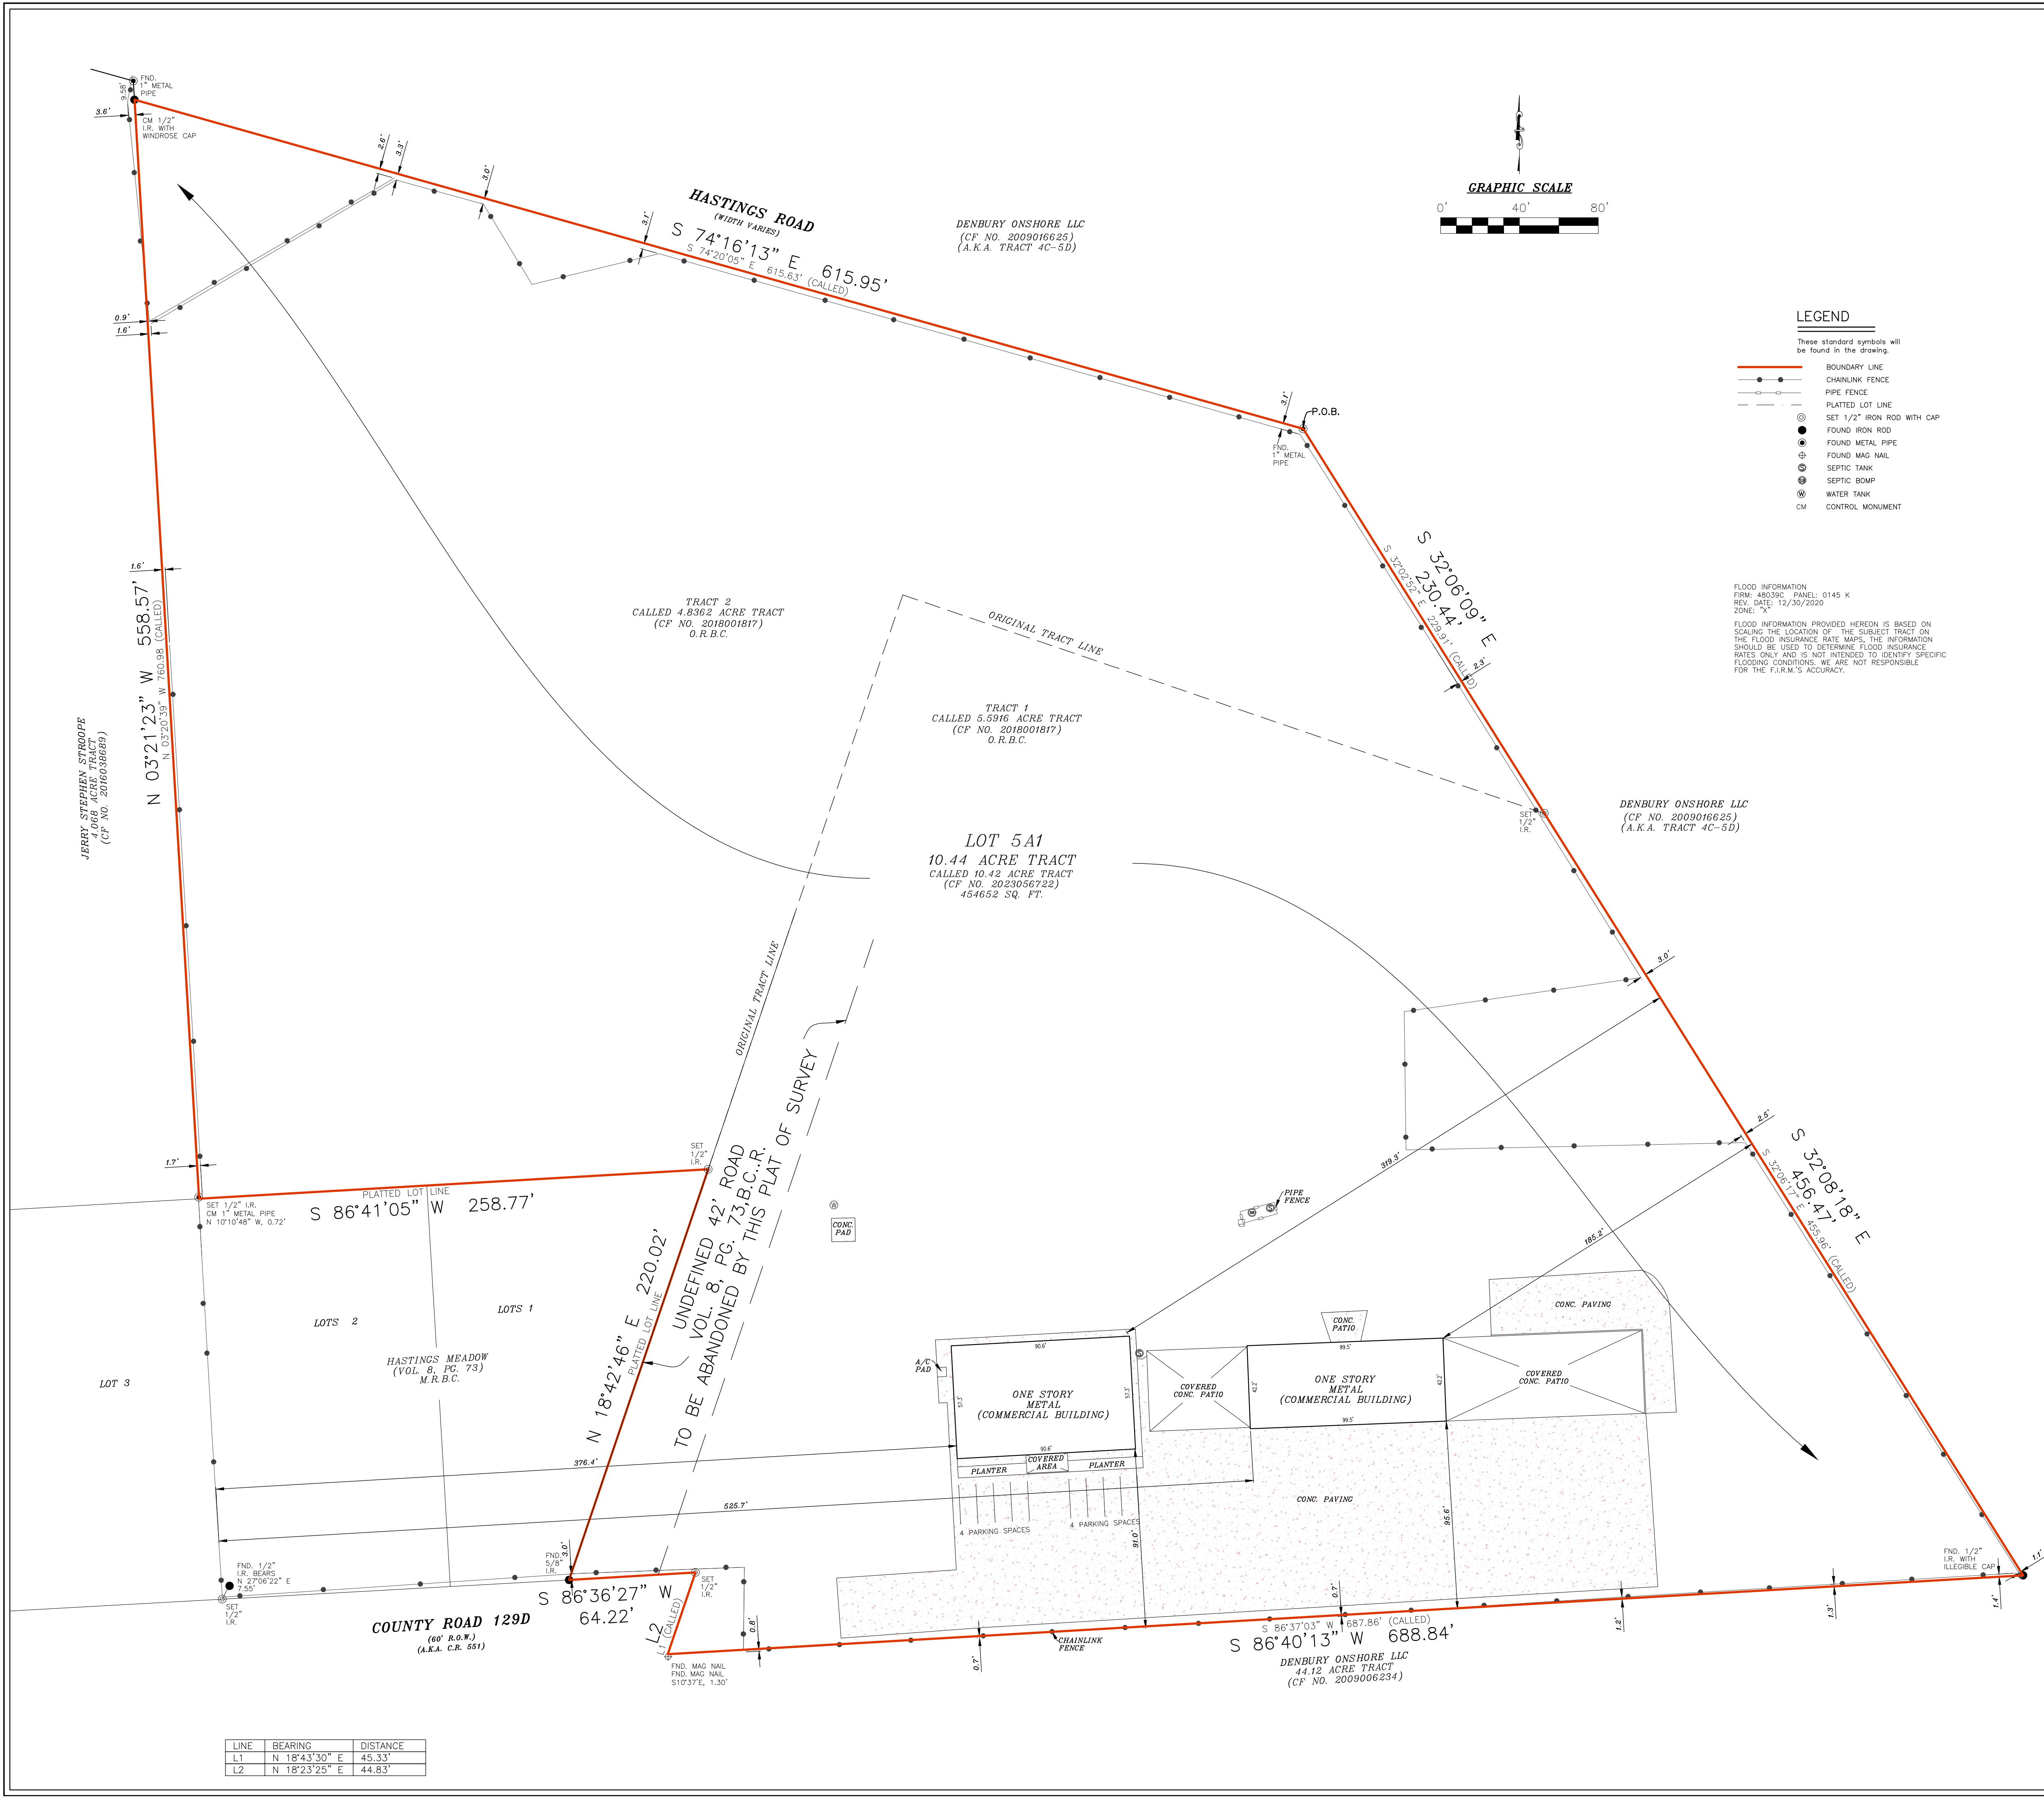 FND.
1" METAL
PIPE
9.58'
3.6'
CM 1/2"
I.R. WITH
WINDROSE CAP
2.6'
3.3'
3.0'
3.1'
HASTINGS ROAD
(WIDTH VARIES)
S 74°16'13" E 615.95'
S 74°20'05" E 615.63' (CALLED)
DENBURY ONSHORE LLC
(CF NO. 2009016625)
(A.K.A. TRACT 4C-5D)
GRAPHIC SCALE
0' 40' 80'
LEGEND
These standard symbols will
be found in the drawing.
BOUNDARY LINE
CHAINLINK FENCE
PIPE FENCE
PLATTED LOT LINE
SET 1/2" IRON ROD WITH CAP
FOUND IRON ROD
FOUND METAL PIPE
FOUND MAG NAIL
S SEPTIC TANK
SEPTIC BOMP
W WATER TANK
CM CONTROL MONUMENT
0.9'
1.6'
3.1'
P.O.B.
FND.
1" METAL
PIPE
S 32°06'09" E
230.44'
S 32°02'52" E 229.91' (CALLED)
2.3'
FLOOD INFORMATION
FIRM: 48039C PANEL: 0145 K
REV. DATE: 12/30/2020
ZONE: "X"
FLOOD INFORMATION PROVIDED HEREON IS BASED ON
SCALING THE LOCATION OF THE SUBJECT TRACT ON
THE FLOOD INSURANCE RATE MAPS, THE INFORMATION
SHOULD BE USED TO DETERMINE FLOOD INSURANCE
RATES ONLY AND IS NOT INTENDED TO IDENTIFY SPECIFIC
FLOODING CONDITIONS. WE ARE NOT RESPONSIBLE
FOR THE F.I.R.M.'S ACCURACY.
1.6'
N 03°21'23" W 558.57'
N 03°20'39" W 760.98 (CALLED)
JERRY STEPHEN STROOPE
4.068 ACRE TRACT
(CF NO. 2016038689)
TRACT 2
CALLED 4.8362 ACRE TRACT
(CF NO. 2018001817)
O.R.B.C.
ORIGINAL TRACT LINE
TRACT 1
CALLED 5.5916 ACRE TRACT
(CF NO. 2018001817)
O.R.B.C.
SET
1/2"
I.R.
DENBURY ONSHORE LLC
(CF NO. 2009016625)
(A.K.A. TRACT 4C-5D)
LOT 5A1
10.44 ACRE TRACT
CALLED 10.42 ACRE TRACT
(CF NO. 2023056722)
454652 SQ. FT.
ORIGINAL TRACT LINE
3.0'
2.5'
S 32°08'18" E
456.47'
S 32°06'17" E 455.96' (CALLED)
319.3'
185.2'
1.7'
SET
1/2"
I.R.
PLATTED LOT LINE
S 86°41'05" W 258.77'
SET 1/2" I.R.
CM 1" METAL PIPE
N 10°10'48" W, 0.72'
UNDEFINED 42' ROAD
VOL. 8, PG. 73,B.C..R.
TO BE ABANDONED BY THIS PLAT OF SURVEY
N 18°42'46" E 220.02'
PLATTED LOT LINE
W
CONC.
PAD
PIPE
FENCE
S
LOTS 2
LOTS 1
LOT 3
HASTINGS MEADOW
(VOL. 8, PG. 73)
M.R.B.C.
A/C
PAD
90.6'
57.3'
57.3'
ONE STORY
METAL
(COMMERCIAL BUILDING)
90.6'
S
COVERED
CONC. PATIO
CONC.
PATIO
99.5'
42.2'
42.2'
ONE STORY
METAL
(COMMERCIAL BUILDING)
99.5'
CONC. PAVING
COVERED
CONC. PATIO
PLANTER
COVERED
AREA
PLANTER
376.4'
525.7'
4 PARKING SPACES
4 PARKING SPACES
CONC. PAVING
91.0'
95.6'
FND. 1/2"
I.R. BEARS
N 27°06'22" E
7.55'
SET
1/2"
I.R.
FND.
5/8"
I.R.
3.0'
S 86°36'27" W
64.22'
SET
1/2"
I.R.
COUNTY ROAD 129D
(60' R.O.W.)
(A.K.A. C.R. 551)
L2
L1 (CALLED)
0.8'
FND. MAG NAIL
FND. MAG NAIL
S10°37'E, 1.30'
0.7'
CHAINLINK
FENCE
0.7'
S 86°37'03" W 687.86' (CALLED)
S 86°40'13" W 688.84'
DENBURY ONSHORE LLC
44.12 ACRE TRACT
(CF NO. 2009006234)
1.2'
1.3'
1.4'
1.1'
FND. 1/2"
I.R. WITH
ILLEGIBLE CAP
LINE BEARING DISTANCE
L1 N 18°43'30" E 45.33'
L2 N 18°23'25" E 44.83'